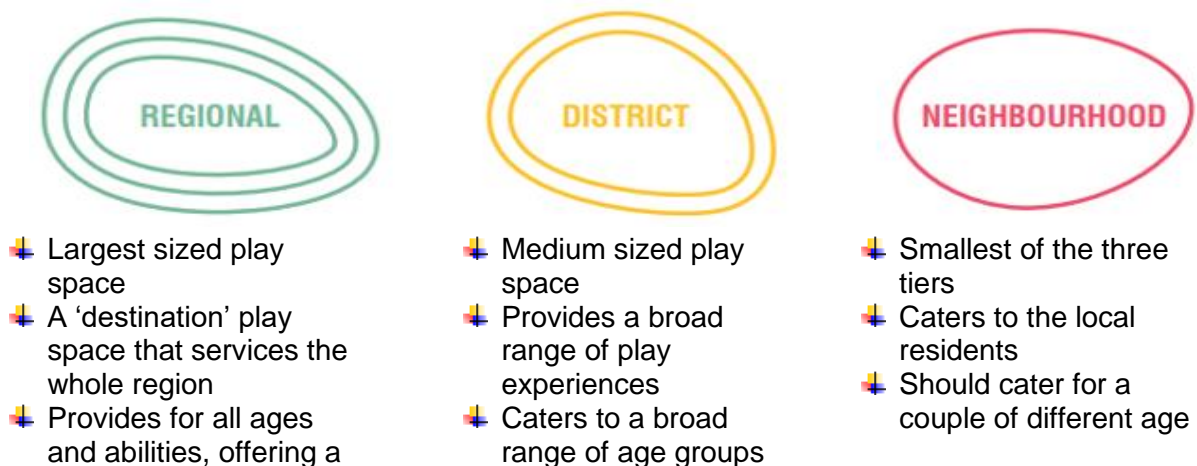 REGIONAL
Largest sized play
space
A ‘destination’ play
space that services the
whole region
Provides for all ages
and abilities, offering a
DISTRICT
Medium sized play
space
Provides a broad
range of play
experiences
Caters to a broad
range of age groups
NEIGHBOURHOOD
Smallest of the three
tiers
Caters to the local
residents
Should cater for a
couple of different age